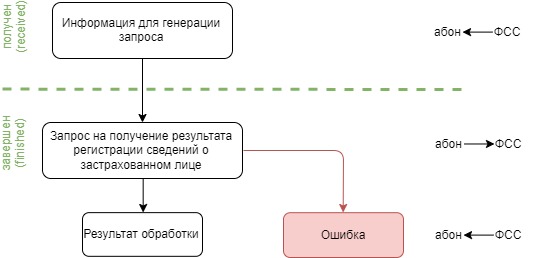 получен
(received)
Информация для генерации
запроса
абон ФСС
завершен
(finished)
Запрос на получение результата
регистрации сведений о
застрахованном лице
абон ФСС
Результат обработки
Ошибка
абон ФСС